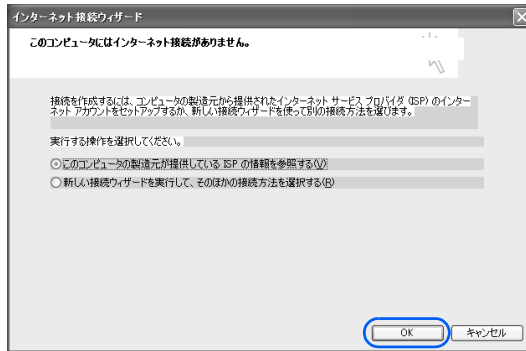 インターネット接続ウィザード
このコンピュータにはインターネット接続がありません。
接続を作成するには、コンピュータの製造元から提供されたインターネット サービス プロバイダ (ISP) のインター
ネット アカウントをセットアップするか、新しい接続ウィザードを使って別の接続方法を選びます。
実行する操作を選択してください。
このコンピュータの製造元が提供している ISP の情報を参照する(V)
新しい接続ウィザードを実行して、そのほかの接続方法を選択する(R)
OK キャンセル